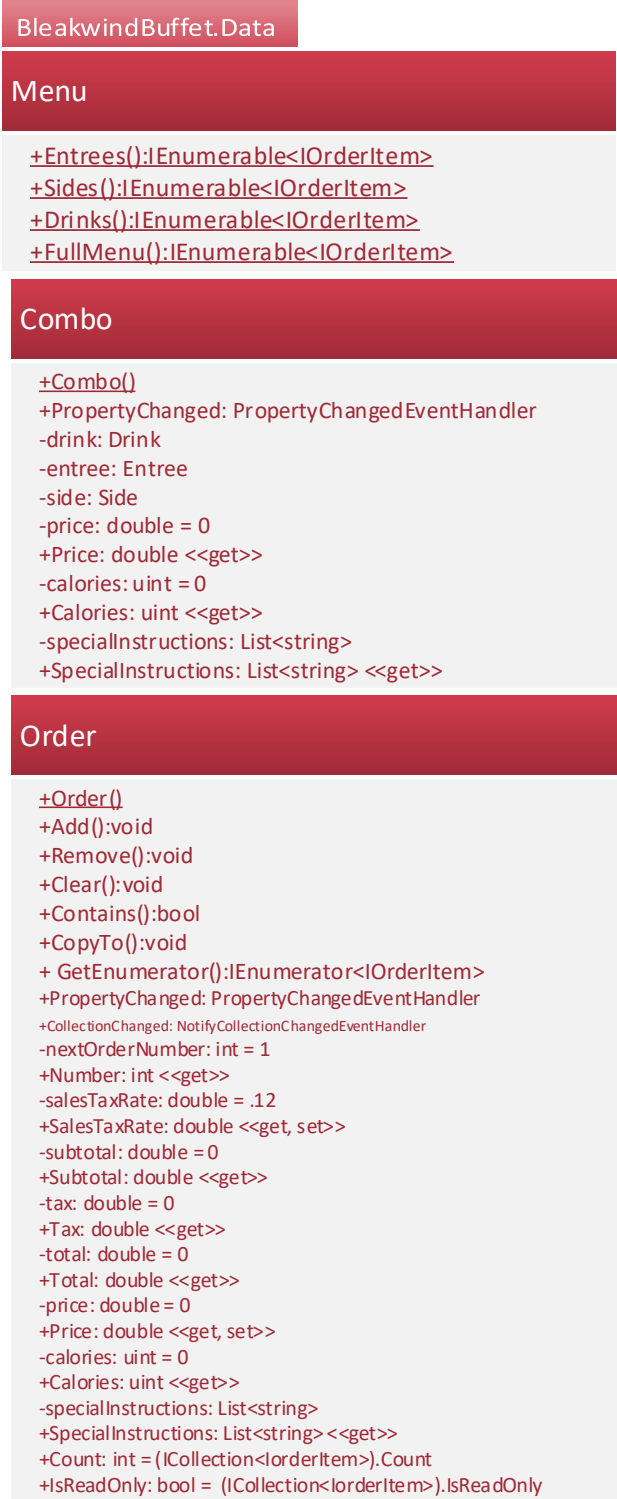 BleakwindBuffet.Data
Menu
+Entrees():IEnumerable<IOrderItem>
+Sides():IEnumerable<IOrderItem>
+Drinks():IEnumerable<IOrderItem>
+FullMenu():IEnumerable<IOrderItem>
Combo
+Combo()
+PropertyChanged: PropertyChangedEventHandler
-drink: Drink
-entree: Entree
-side: Side
-price: double = 0
+Price: double <<get>>
-calories: uint = 0
+Calories: uint <<get>>
-specialInstructions: List<string>
+SpecialInstructions: List<string> <<get>>
Order
+Order()
+Add():void
+Remove():void
+Clear():void
+Contains():bool
+CopyTo():void
+ GetEnumerator():IEnumerator<IOrderItem>
+PropertyChanged: PropertyChangedEventHandler
+CollectionChanged: NotifyCollectionChangedEventHandler
-nextOrderNumber: int = 1
+Number: int <<get>>
-salesTaxRate: double = .12
+SalesTaxRate: double <<get, set>>
-subtotal: double = 0
+Subtotal: double <<get>>
-tax: double = 0
+Tax: double <<get>>
-total: double = 0
+Total: double <<get>>
-price: double = 0
+Price: double <<get, set>>
-calories: uint = 0
+Calories: uint <<get>>
-specialInstructions: List<string>
+SpecialInstructions: List<string> <<get>>
+Count: int = (ICollection<IorderItem>).Count
+IsReadOnly: bool = (ICollection<IorderItem>).IsReadOnly